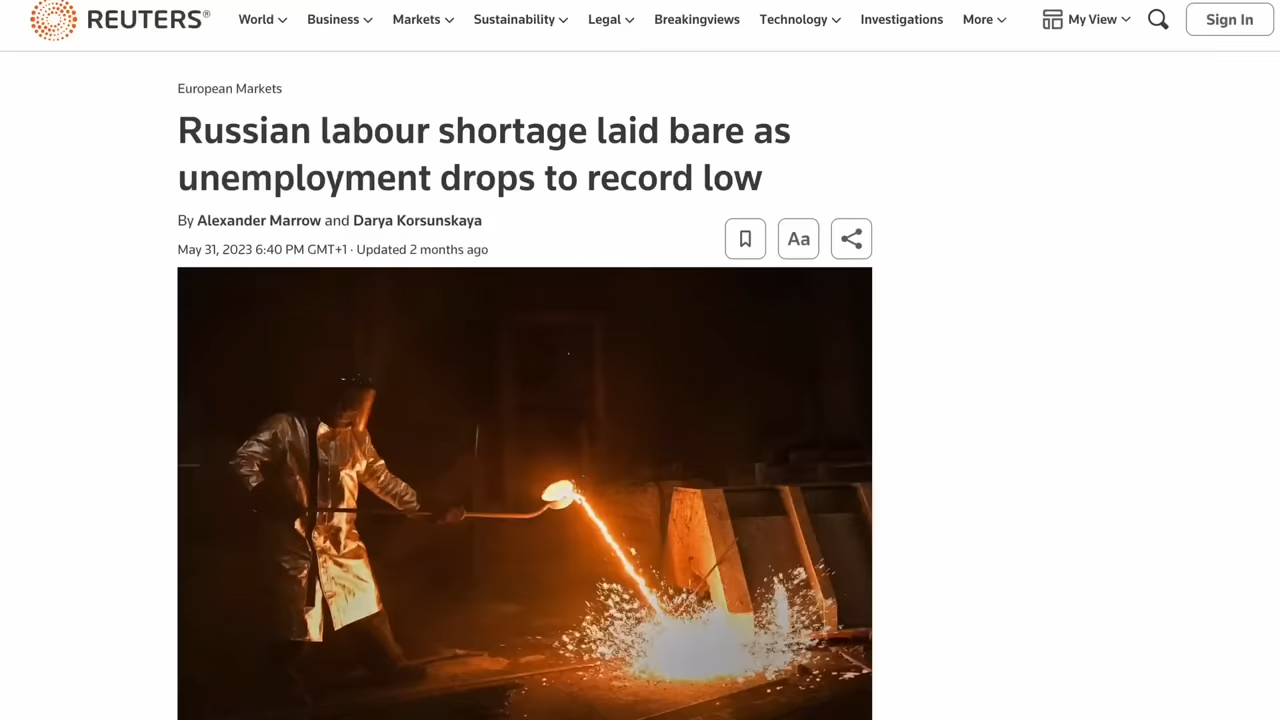 REUTERS®
World
Business
Markets
Sustainability
Legal
Breakingviews
Technology
Investigations
More
My View
Sign In
European Markets
Russian labour shortage laid bare as
unemployment drops to record low
By Alexander Marrow and Darya Korsunskaya
May 31, 2023 6:40 PM GMT+1 · Updated 2 months ago
Aa